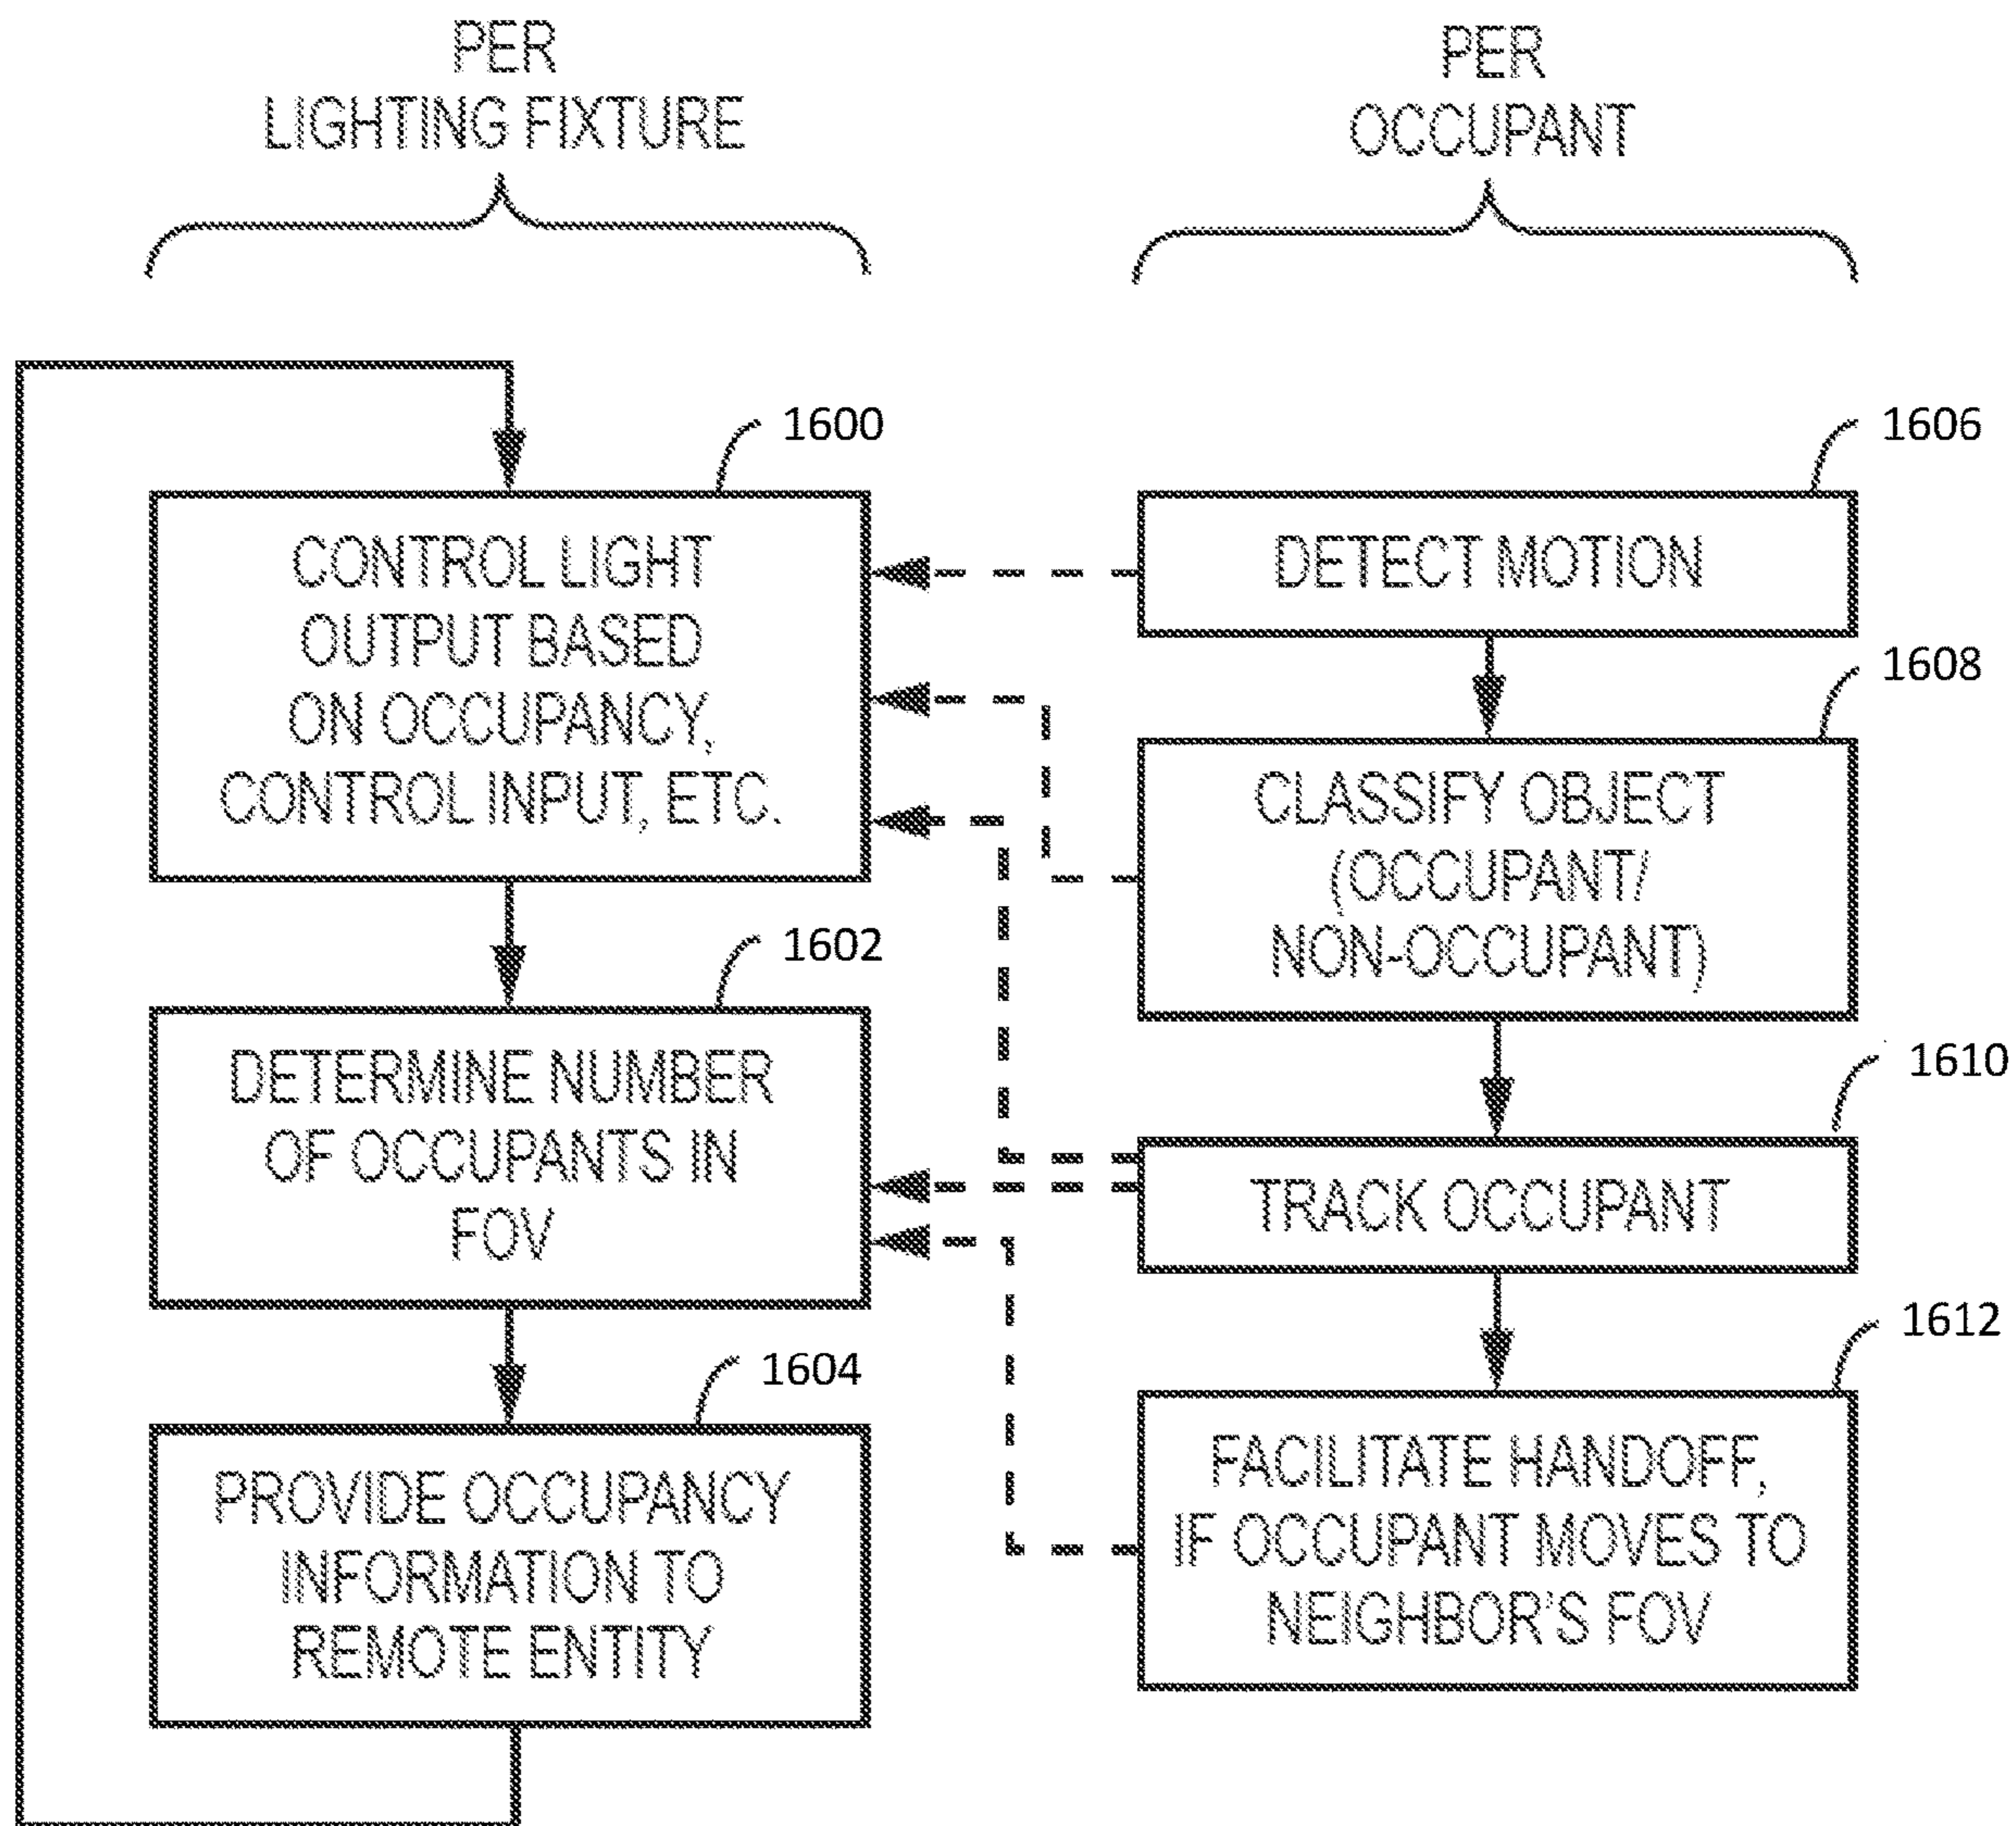 PER
LIGHTING FIXTURE
PER
OCCUPANT
1600
CONTROL LIGHT
OUTPUT BASED
ON OCCUPANCY,
CONTROL INPUT, ETC.
1602
DETERMINE NUMBER
OF OCCUPANTS IN
FOV
1604
PROVIDE OCCUPANCY
INFORMATION TO
REMOTE ENTITY
1606
DETECT MOTION
1608
CLASSIFY OBJECT
(OCCUPANT/
NON-OCCUPANT)
1610
TRACK OCCUPANT
1612
FACILITATE HANDOFF,
IF OCCUPANT MOVES TO
NEIGHBOR'S FOV